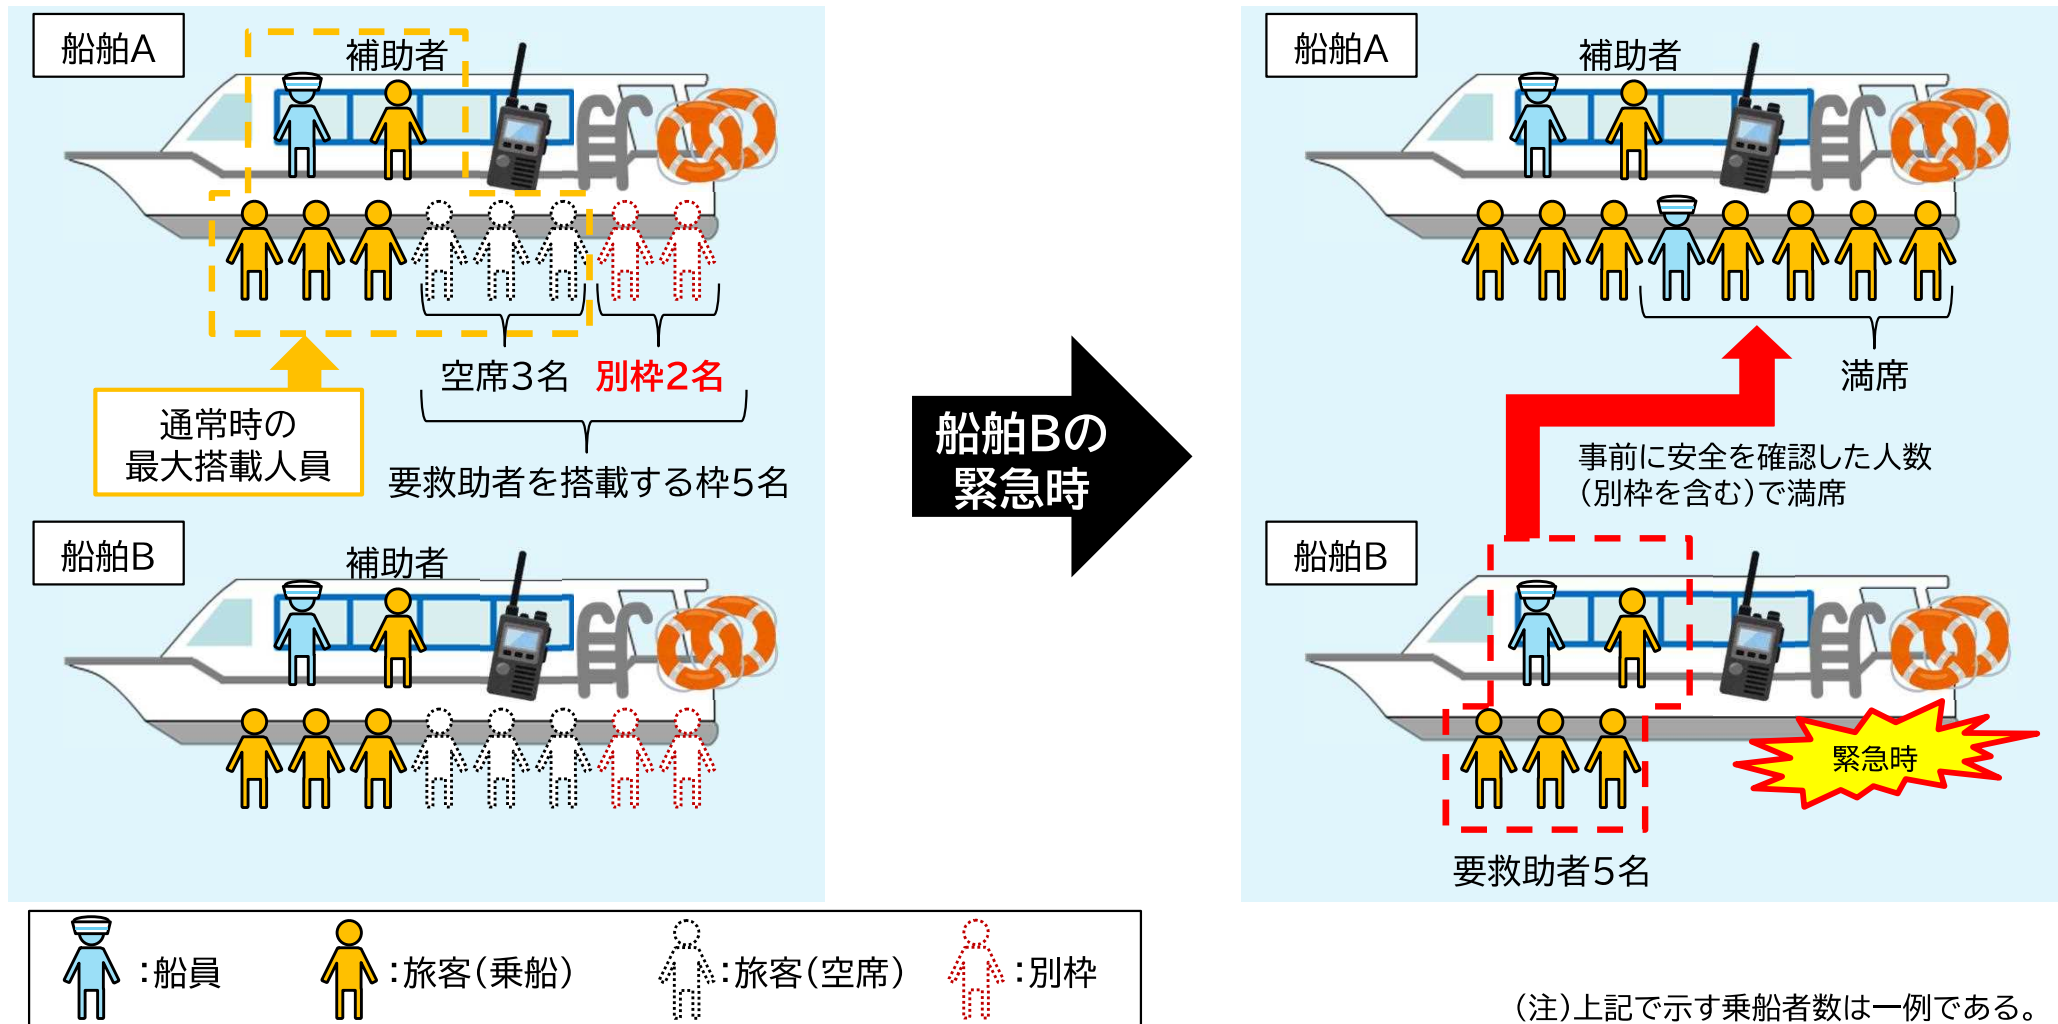 船舶A
補助者
空席3名
別枠2名
通常時の
最大搭載人員
要救助者を搭載する枠5名
船舶B
補助者
船舶Bの
緊急時
船舶A
補助者
満席
事前に安全を確認した人数
(別枠を含む)で満席
船舶B
緊急時
要救助者5名
:船員
:旅客(乗船)
:旅客(空席)
:別枠
(注)上記で示す乗船者数は一例である。